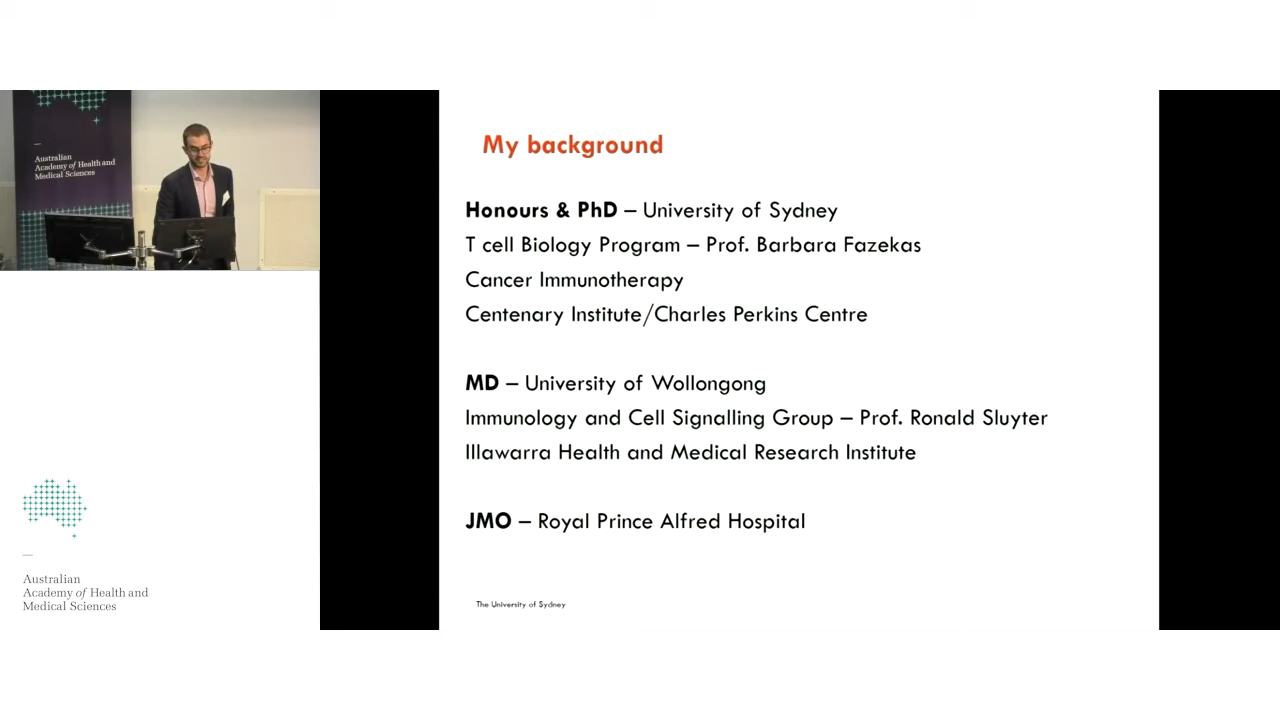 Australian
Academy of Health and
Medical Sciences
My background
Honours & PhD – University of Sydney
T cell Biology Program – Prof. Barbara Fazekas
Cancer Immunotherapy
Centenary Institute/Charles Perkins Centre
MD – University of Wollongong
Immunology and Cell Signalling Group – Prof. Ronald Sluyter
Illawarra Health and Medical Research Institute
JMO – Royal Prince Alfred Hospital
The University of Sydney
Australian
Academy of Health and
Medical Sciences